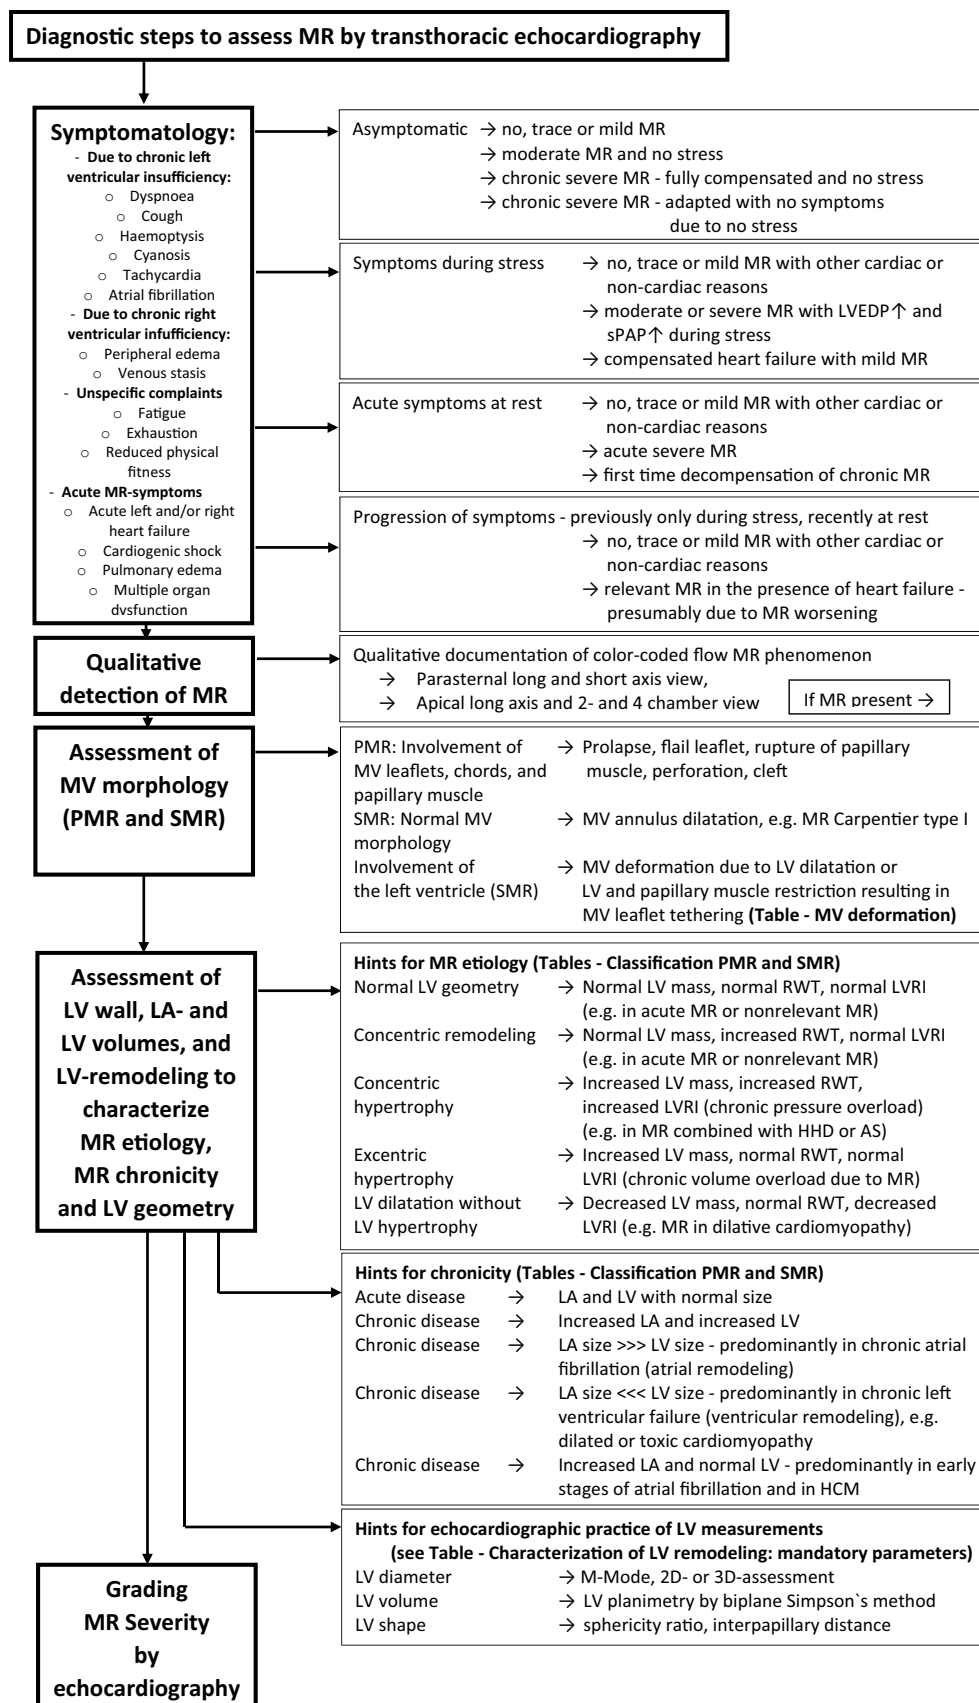 Diagnostic steps to assess MR by transthoracic echocardiography
Symptomatology:
- Due to chronic left
ventricular insufficiency:
o Dyspnoea
o Cough
o Haemoptysis
o Cyanosis
o Tachycardia
o Atrial fibrillation
- Due to chronic right
ventricular infufficiency:
o Peripheral edema
o Venous stasis
- Unspecific complaints
o Fatigue
o Exhaustion
o Reduced physical
fitness
- Acute MR-symptoms
o Acute left and/or right
heart failure
o Cardiogenic shock
o Pulmonary edema
o Multiple organ
dvsfunction
Asymptomatic → no, trace or mild MR
→ moderate MR and no stress
→ chronic severe MR - fully compensated and no stress
→ chronic severe MR - adapted with no symptoms
due to no stress
Symptoms during stress → no, trace or mild MR with other cardiac or
non-cardiac reasons
→ moderate or severe MR with LVEDP↑ and
sPAP↑ during stress
→ compensated heart failure with mild MR
Acute symptoms at rest → no, trace or mild MR with other cardiac or
non-cardiac reasons
→ acute severe MR
→ first time decompensation of chronic MR
Progression of symptoms - previously only during stress, recently at rest
→ no, trace or mild MR with other cardiac or
non-cardiac reasons
→ relevant MR in the presence of heart failure -
presumably due to MR worsening
Qualitative
detection of MR
Qualitative documentation of color-coded flow MR phenomenon
→ Parasternal long and short axis view,
→ Apical long axis and 2- and 4 chamber view
If MR present →
Assessment of
MV morphology
(PMR and SMR)
PMR: Involvement of → Prolapse, flail leaflet, rupture of papillary
MV leaflets, chords, and muscle, perforation, cleft
papillary muscle
SMR: Normal MV → MV annulus dilatation, e.g. MR Carpentier type I
morphology
Involvement of → MV deformation due to LV dilatation or
the left ventricle (SMR) LV and papillary muscle restriction resulting in
MV leaflet tethering (Table - MV deformation)
Assessment of
LV wall, LA- and
LV volumes, and
LV-remodeling to
characterize
MR etiology,
MR chronicity
and LV geometry
Hints for MR etiology (Tables - Classification PMR and SMR)
Normal LV geometry → Normal LV mass, normal RWT, normal LVRI
(e.g. in acute MR or nonrelevant MR)
Concentric remodeling → Normal LV mass, increased RWT, normal LVRI
(e.g. in acute MR or nonrelevant MR)
Concentric → Increased LV mass, increased RWT,
hypertrophy increased LVRI (chronic pressure overload)
(e.g. in MR combined with HHD or AS)
Excentric → Increased LV mass, normal RWT, normal
hypertrophy LVRI (chronic volume overload due to MR)
LV dilatation without → Decreased LV mass, normal RWT, decreased
LV hypertrophy LVRI (e.g. MR in dilative cardiomyopathy)
Hints for chronicity (Tables - Classification PMR and SMR)
Acute disease → LA and LV with normal size
Chronic disease → Increased LA and increased LV
Chronic disease → LA size >>> LV size - predominantly in chronic atrial
fibrillation (atrial remodeling)
Chronic disease → LA size <<< LV size - predominantly in chronic left
ventricular failure (ventricular remodeling), e.g.
dilated or toxic cardiomyopathy
Chronic disease → Increased LA and normal LV - predominantly in early
stages of atrial fibrillation and in HCM
Hints for echocardiographic practice of LV measurements
(see Table - Characterization of LV remodeling: mandatory parameters)
LV diameter → M-Mode, 2D- or 3D-assessment
LV volume → LV planimetry by biplane Simpson`s method
LV shape → sphericity ratio, interpapillary distance
Grading
MR Severity
by
echocardiography